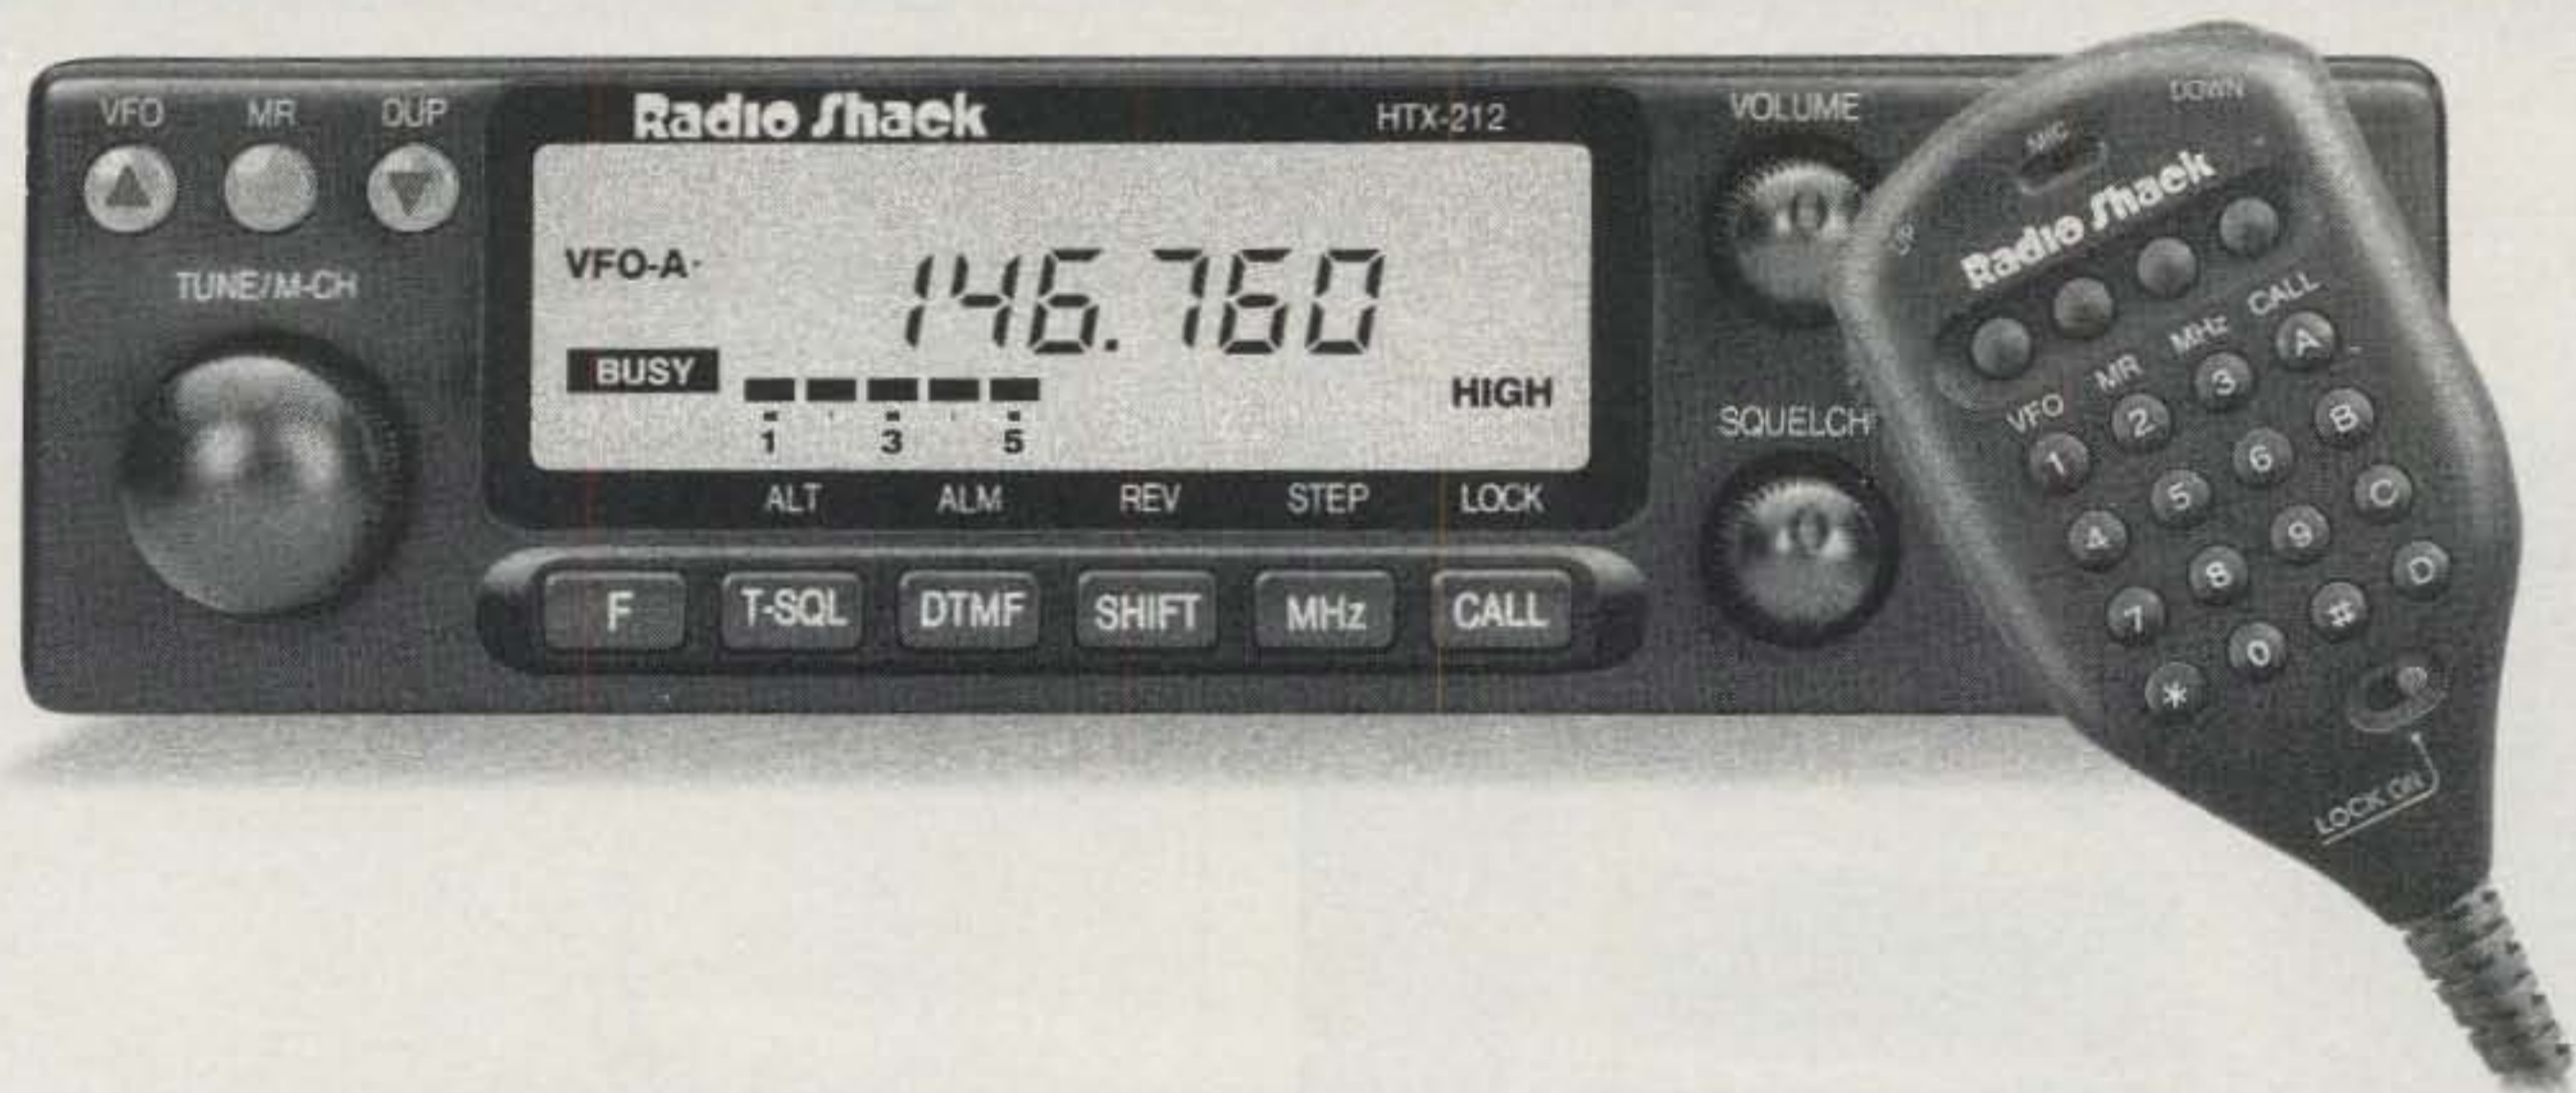 VFO MR DUP
TUNE/M-CH
Radio Shack HTX-212
VFO-A-
146.760
BUSY
HIGH
1 3 5
ALT ALM REV STEP LOCK
F T-SQL DTMF SHIFT MHz CALL
VOLUME
SQUELCH
DOWN
MIC
UP
Radio Shack
VFO MR MHz CALL
1 2 3 A
4 5 6 B
7 8 9 C
* 0 # D
LOCK ON